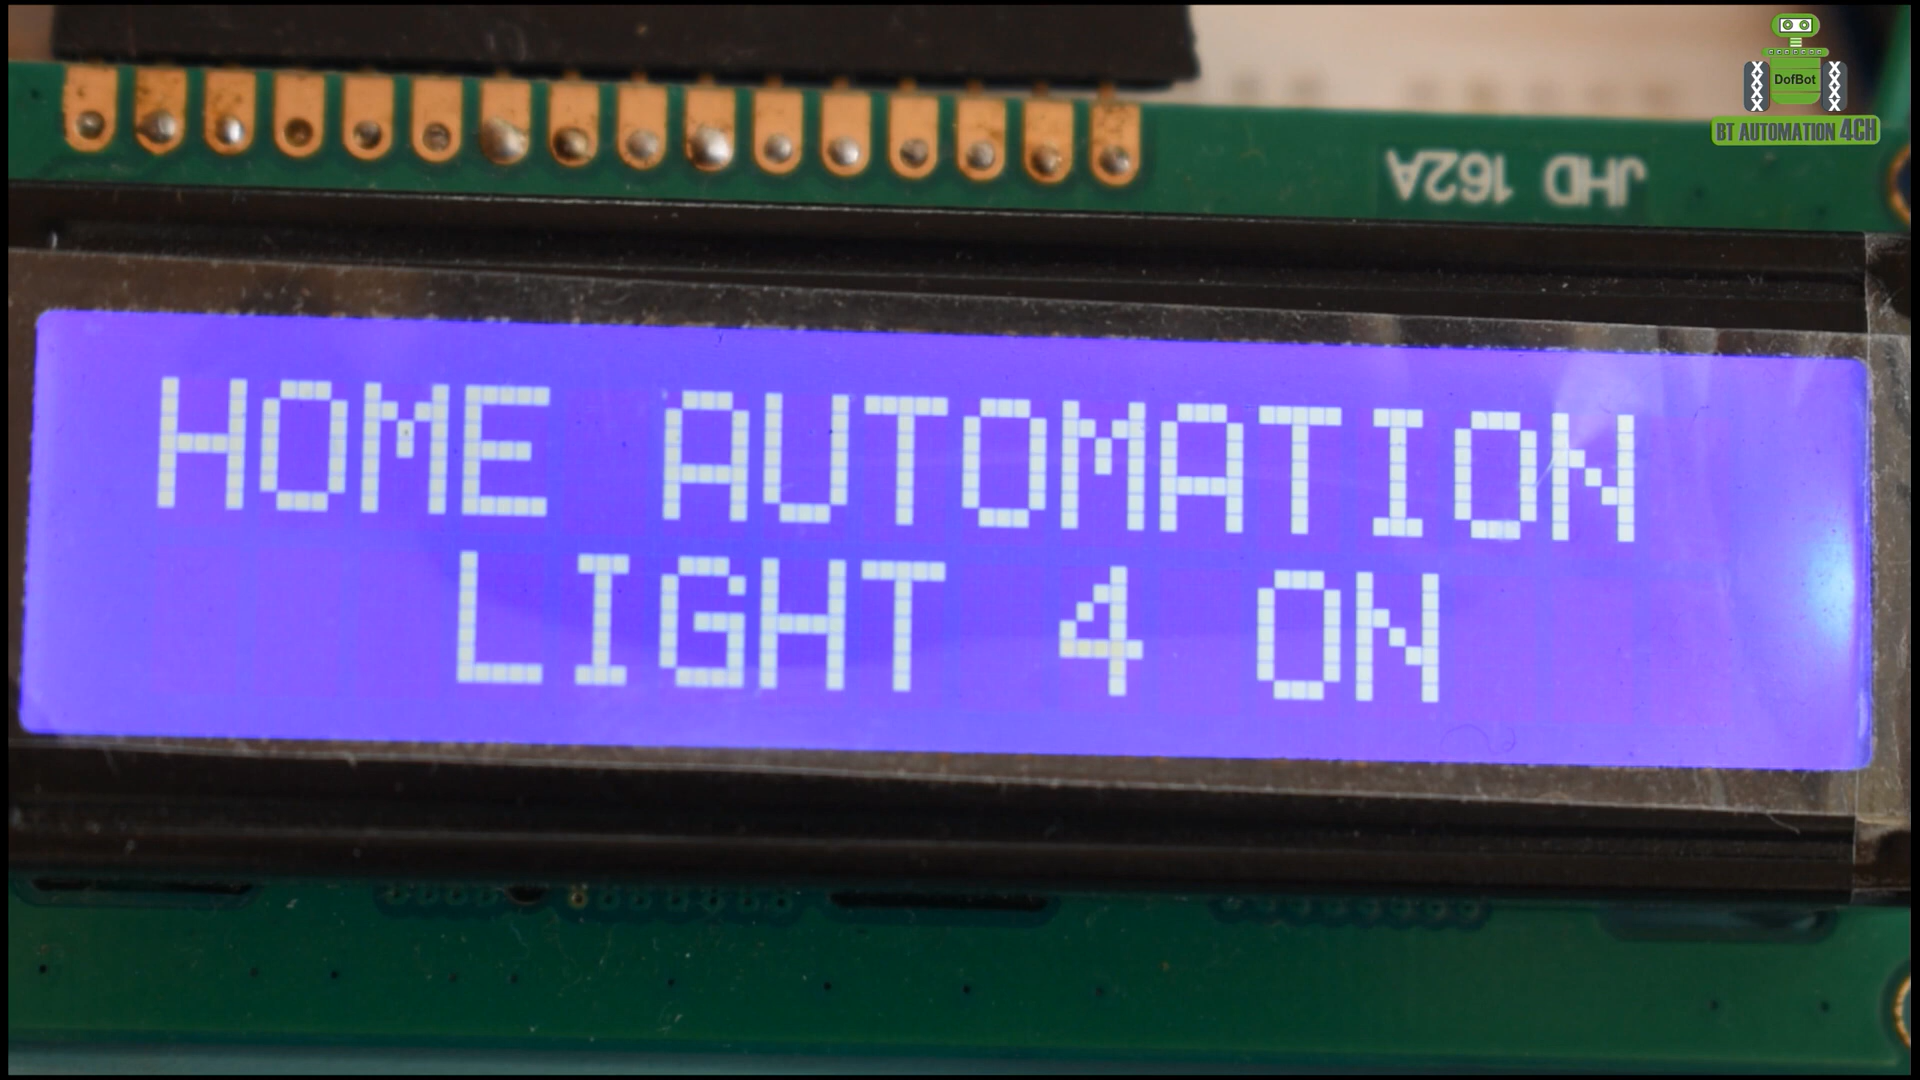 DofBot
BT AUTOMATION 4CH
JHD 162A
HOME AUTOMATION
LIGHT 4 ON